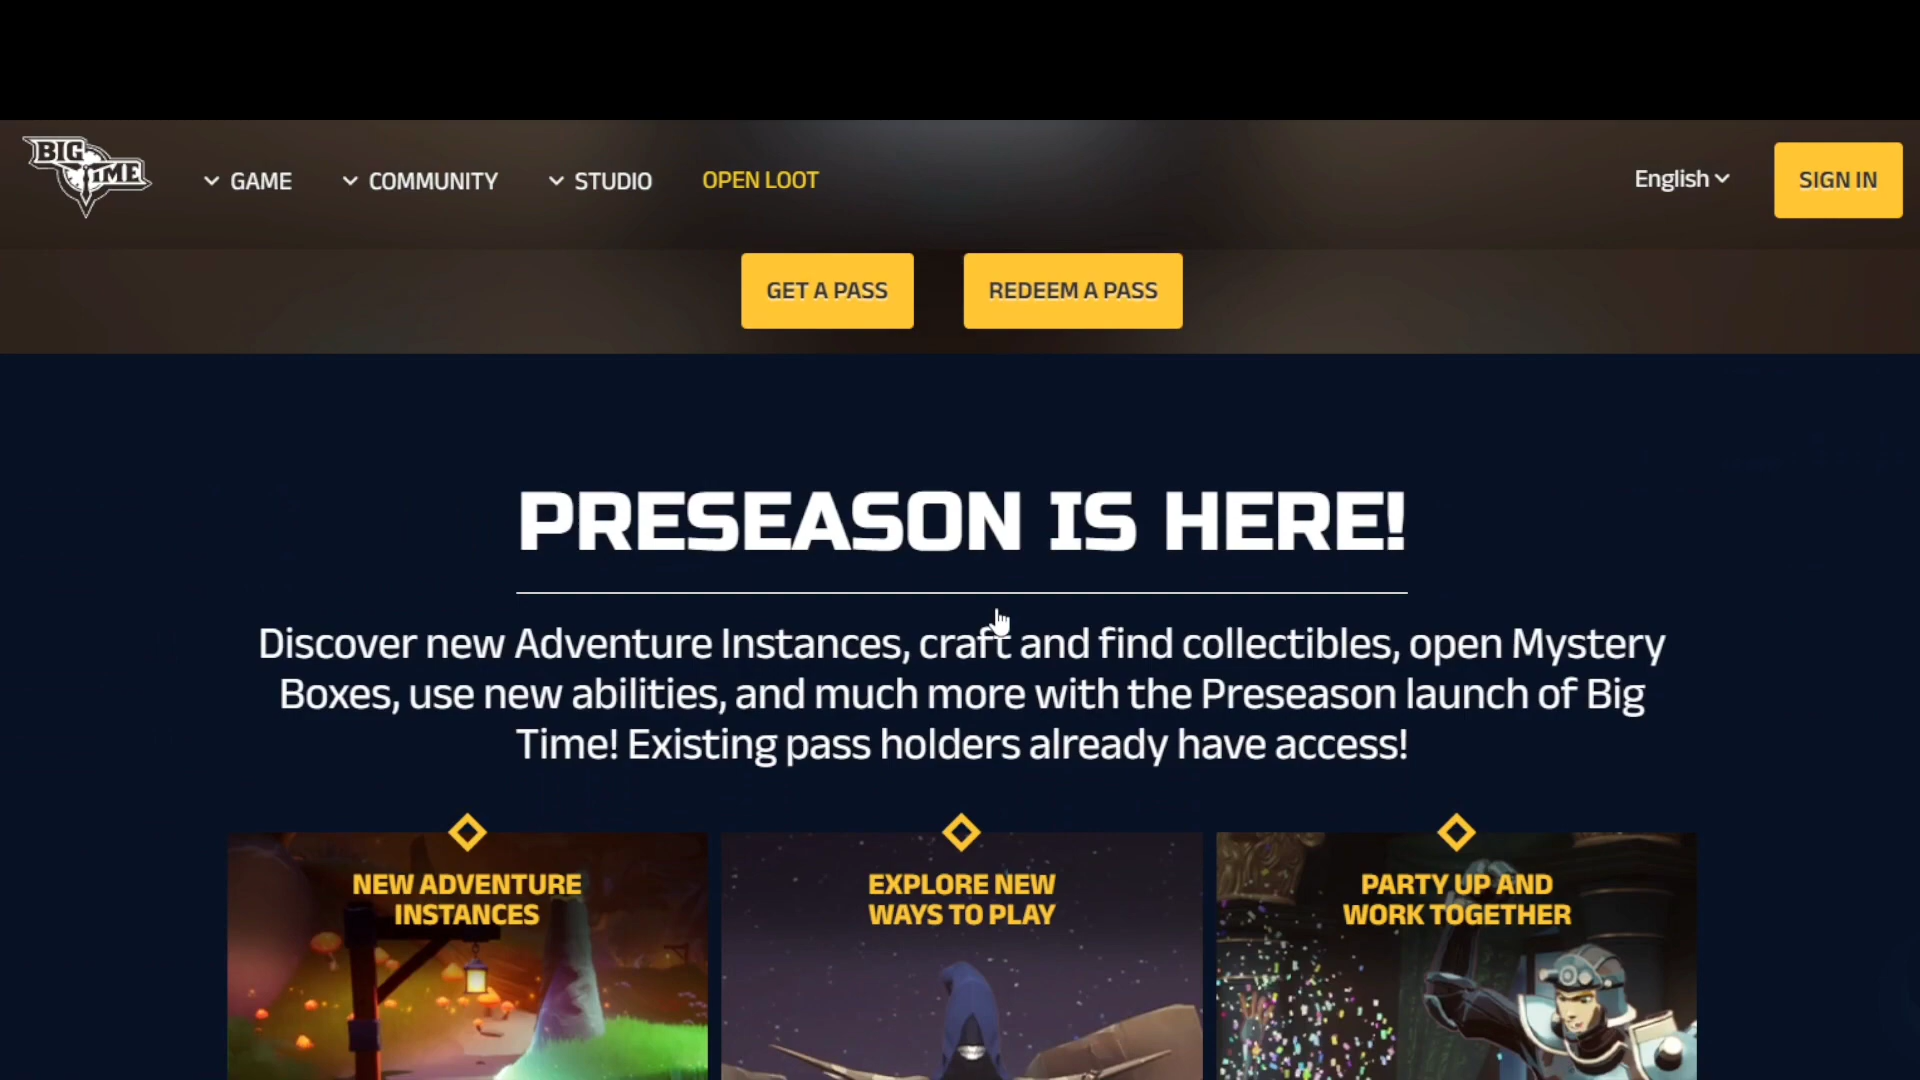 BIG TIME
GAME COMMUNITY STUDIO OPEN LOOT English SIGN IN
GET A PASS REDEEM A PASS
PRESEASON IS HERE!
Discover new Adventure Instances, craft and find collectibles, open Mystery
Boxes, use new abilities, and much more with the Preseason launch of Big
Time! Existing pass holders already have access!
NEW ADVENTURE
INSTANCES
EXPLORE NEW
WAYS TO PLAY
PARTY UP AND
WORK TOGETHER